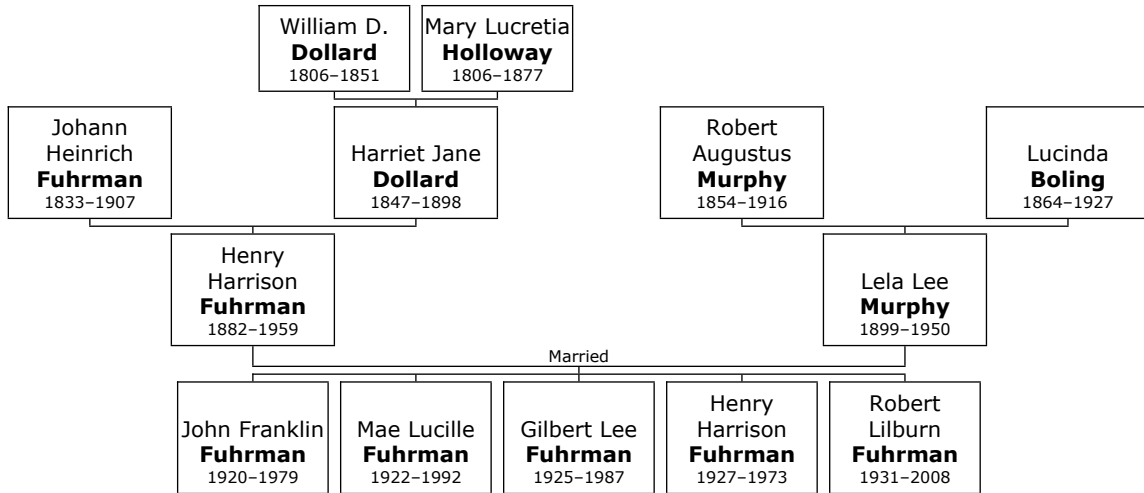 William D.
Dollard
1806–1851
Mary Lucretia
Holloway
1806–1877
Johann
Heinrich
Fuhrman
1833–1907
Harriet Jane
Dollard
1847–1898
Robert
Augustus
Murphy
1854–1916
Lucinda
Boling
1864–1927
Henry
Harrison
Fuhrman
1882–1959
Lela Lee
Murphy
1899–1950
Married
John Franklin
Fuhrman
1920–1979
Mae Lucille
Fuhrman
1922–1992
Gilbert Lee
Fuhrman
1925–1987
Henry
Harrison
Fuhrman
1927–1973
Robert
Lilburn
Fuhrman
1931–2008